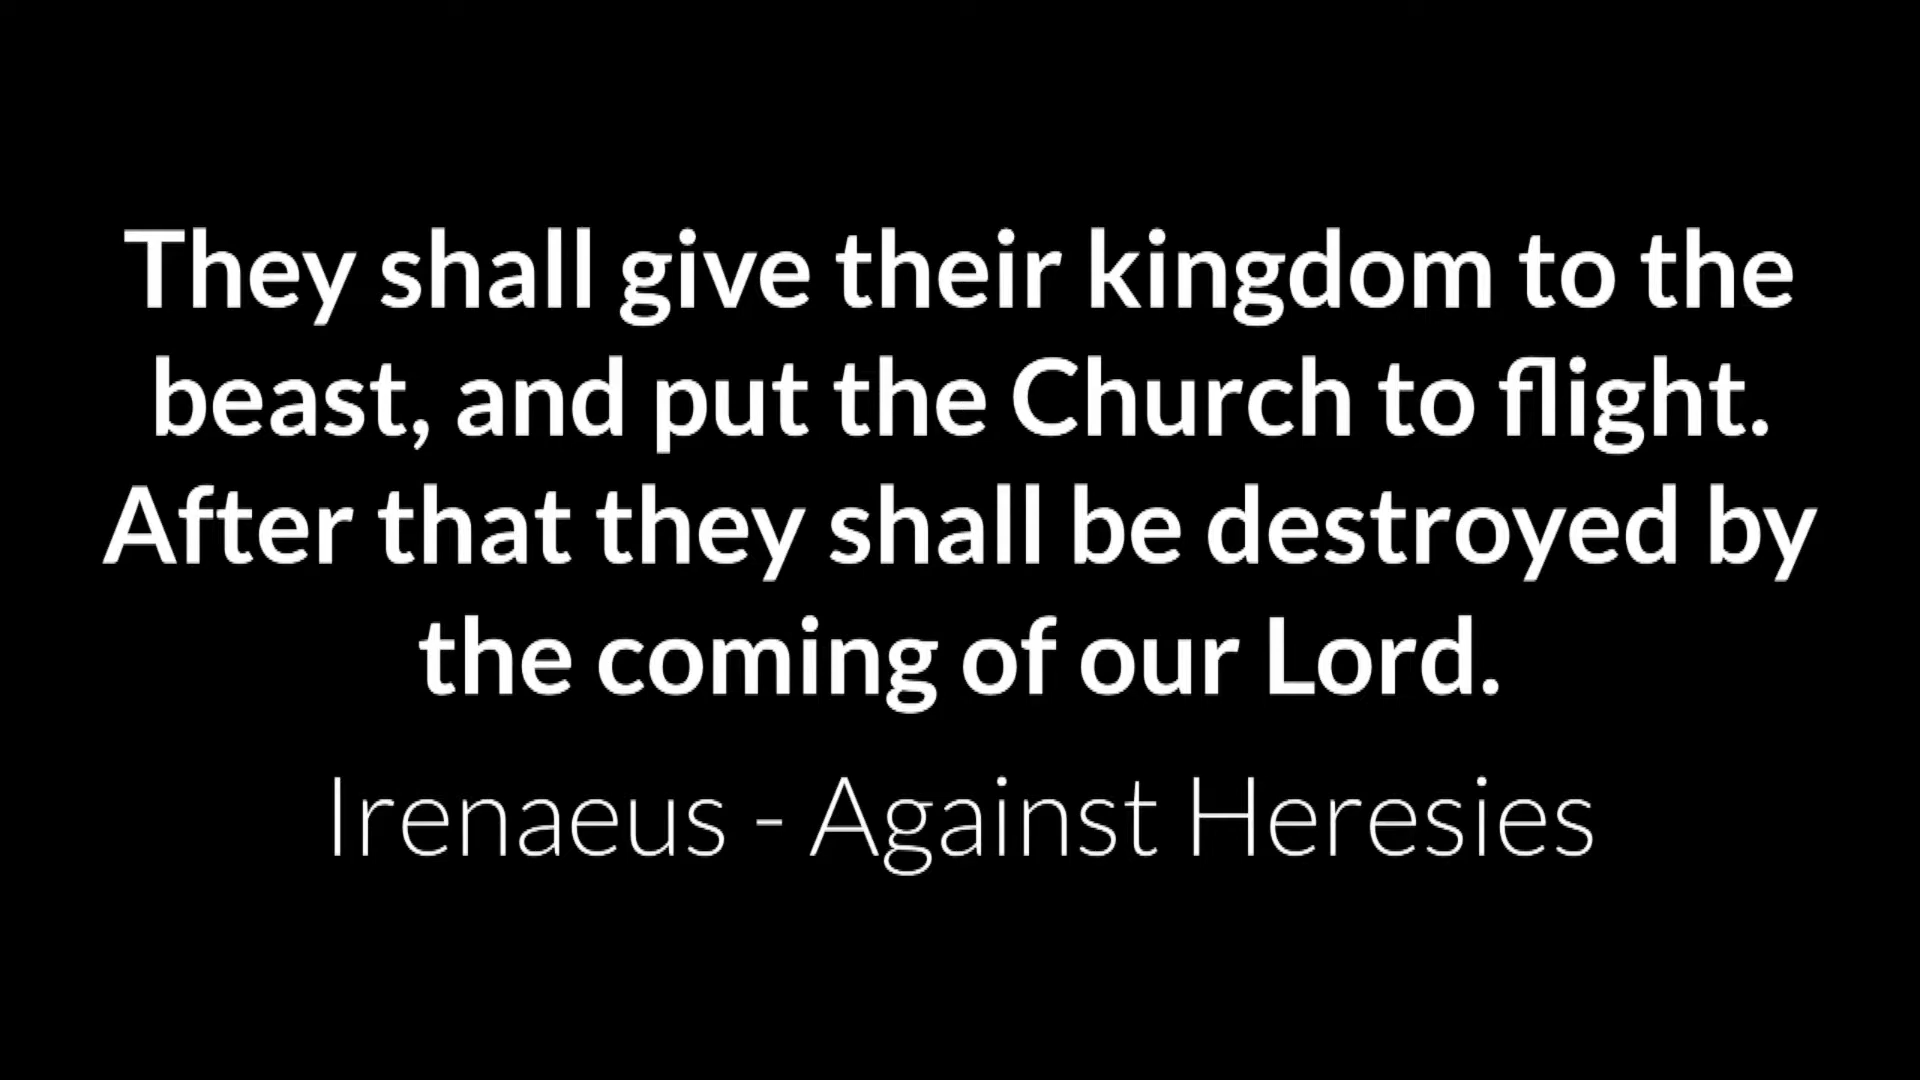 They shall give their kingdom to the
beast, and put the Church to flight.
After that they shall be destroyed by
the coming of our Lord.
Irenaeus - Against Heresies